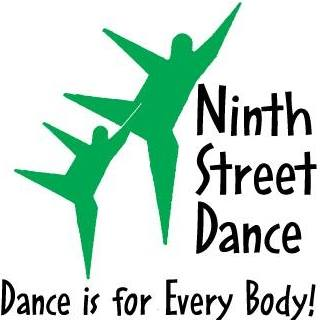 Ninth
Street
Dance
Dance is for Every Body!